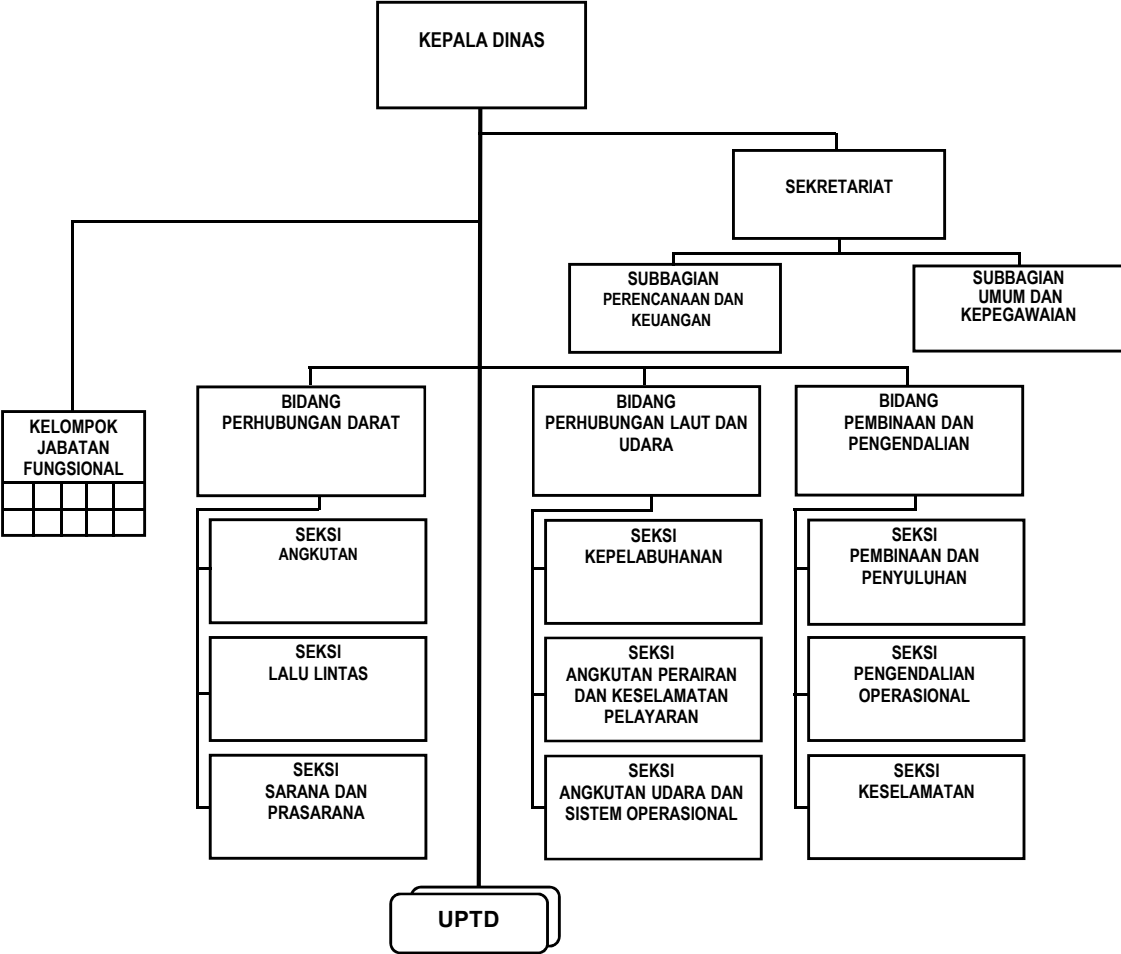 KEPALA DINAS
SEKRETARIAT
SUBBAGIAN
PERENCANAAN DAN
KEUANGAN
SUBBAGIAN
UMUM DAN
KEPEGAWAIAN
KELOMPOK
JABATAN
FUNGSIONAL
BIDANG
PERHUBUNGAN DARAT
SEKSI
ANGKUTAN
SEKSI
LALU LINTAS
SEKSI
SARANA DAN
PRASARANA
BIDANG
PERHUBUNGAN LAUT DAN
UDARA
SEKSI
KEPELABUHANAN
SEKSI
ANGKUTAN PERAIRAN
DAN KESELAMATAN
PELAYARAN
SEKSI
ANGKUTAN UDARA DAN
SISTEM OPERASIONAL
BIDANG
PEMBINAAN DAN
PENGENDALIAN
SEKSI
PEMBINAAN DAN
PENYULUHAN
SEKSI
PENGENDALIAN
OPERASIONAL
SEKSI
KESELAMATAN
UPTD